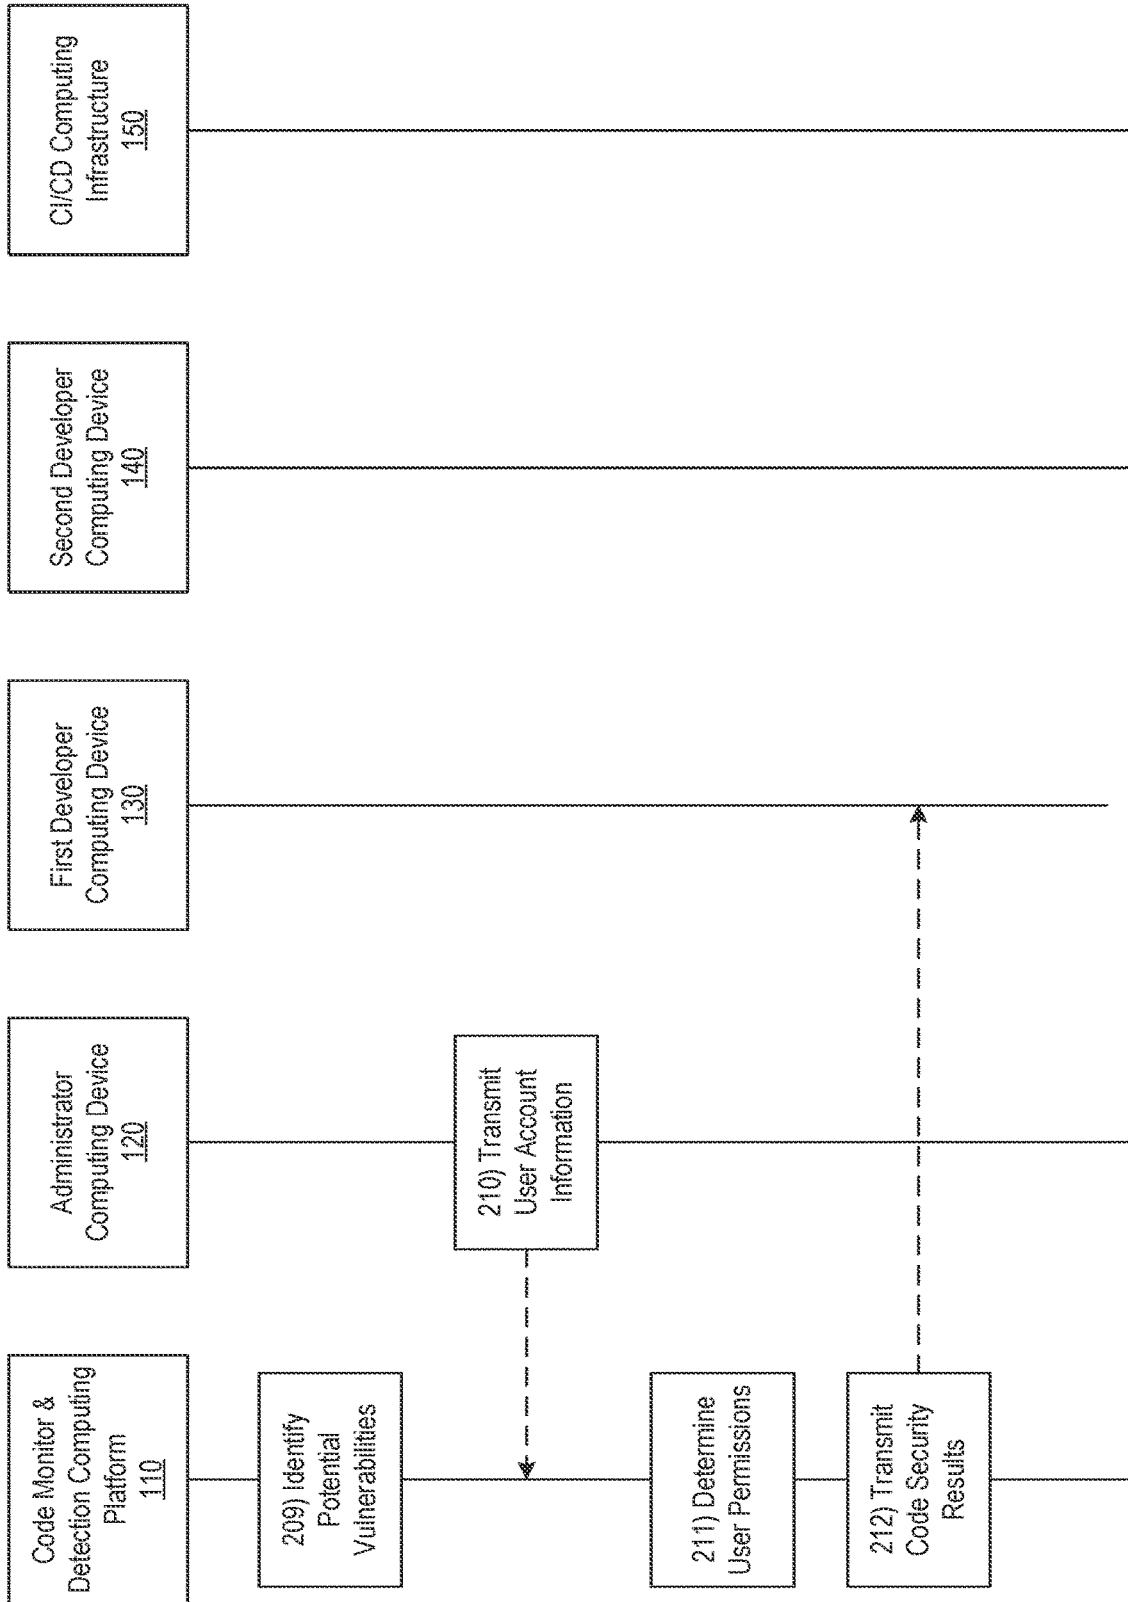 Code Monitor &
Detection Computing
Platform
110
Administrator
Computing Device
120
First Developer
Computing Device
130
Second Developer
Computing Device
140
CI/CD Computing
Infrastructure
150
209) Identify
Potential
Vulnerabilities
210) Transmit
User Account
Information
211) Determine
User Permissions
212) Transmit
Code Security
Results